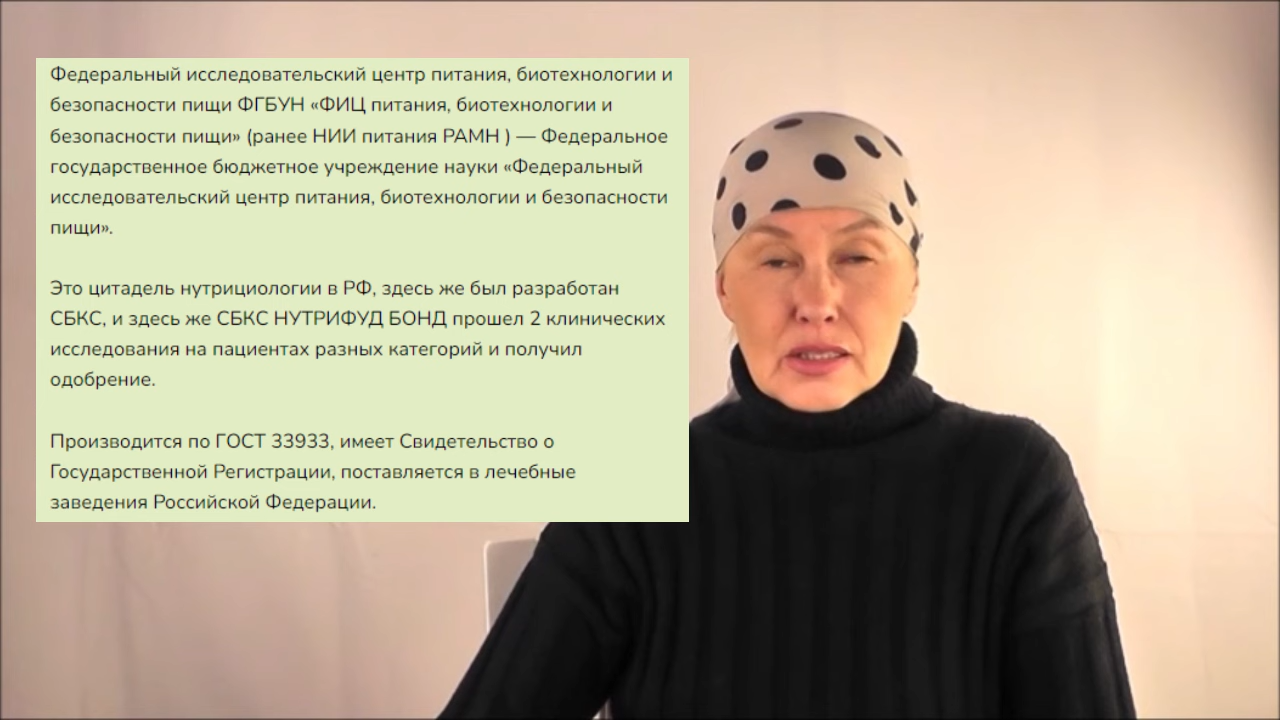 Федеральный исследовательский центр питания, биотехнологии и
безопасности пищи ФГБУН «ФИЦ питания, биотехнологии и
безопасности пищи» (ранее НИИ питания РАМН ) — Федеральное
государственное бюджетное учреждение науки «Федеральный
исследовательский центр питания, биотехнологии и безопасности
пищи».
Это цитадель нутрициологии в РФ, здесь же был разработан
СБКС, и здесь же СБКС НУТРИФУД БОНД прошел 2 клинических
исследования на пациентах разных категорий и получил
одобрение.
Производится по ГОСТ 33933, имеет Свидетельство о
Государственной Регистрации, поставляется в лечебные
заведения Российской Федерации.